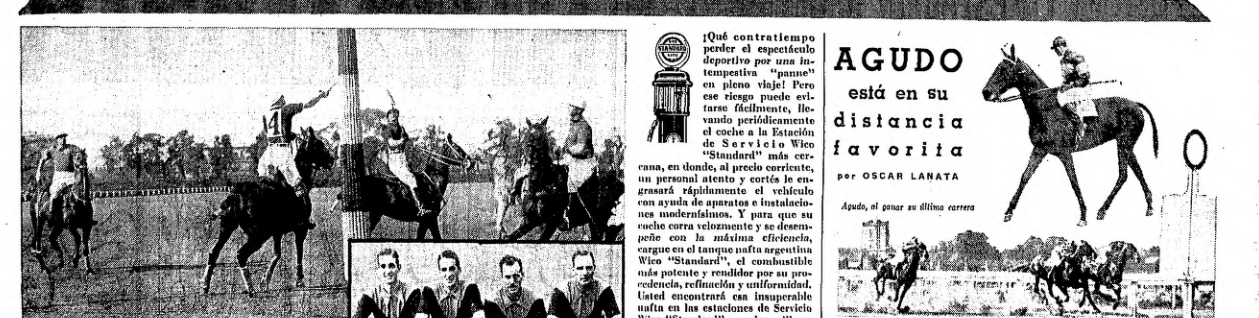 STANDARD
¡Qué contratiempo
perder el espectáculo
deportivo por una in-
tempestiva "panne"
en pleno viaje! Pero
ese riesgo puede evi-
tarse fácilmente, lle-
vando periódicamente
el coche a la Estación
de Servicio Wico
"Standard" más cer-
cana, en donde, al precio corriente,
un personal atento y cortés le en-
grasará rápidamente el vehículo
con ayuda de aparatos e instalacio-
nes modernísimos. Y para que su
coche corra velozmente y se desem-
peñe con la máxima eficiencia,
cargue en el tanque nafta argentina
Wico "Standard", el combustible
más potente y rendidor por su pro-
cedencia, refinación y uniformidad.
Usted encontrará esa insuperable
nafta en las estaciones de Servicio
AGUDO
está en su
distancia
favorita
por OSCAR LANATA
Agudo, al ganar su última carrera